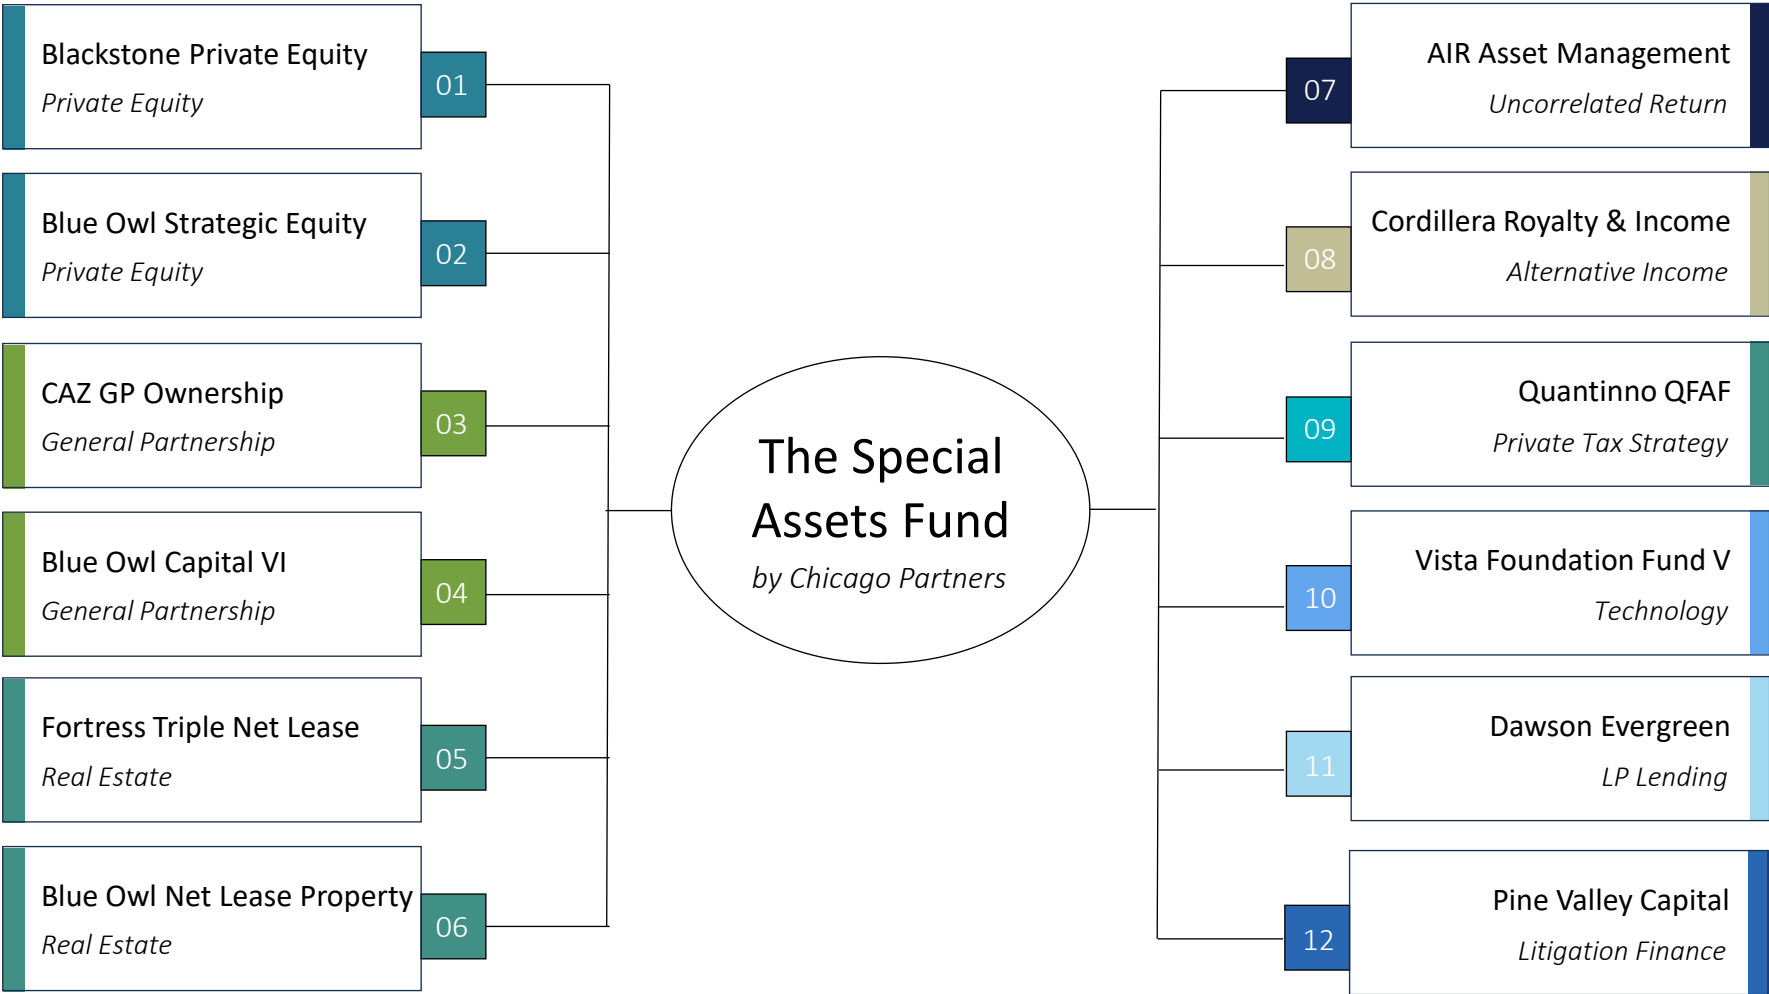 Blackstone Private Equity
Private Equity
01
Blue Owl Strategic Equity
Private Equity
02
CAZ GP Ownership
General Partnership
03
Blue Owl Capital VI
General Partnership
04
Fortress Triple Net Lease
Real Estate
05
Blue Owl Net Lease Property
Real Estate
06
The Special
Assets Fund
by Chicago Partners
07
AIR Asset Management
Uncorrelated Return
08
Cordillera Royalty & Income
Alternative Income
09
Quantinno QFAF
Private Tax Strategy
10
Vista Foundation Fund V
Technology
11
Dawson Evergreen
LP Lending
12
Pine Valley Capital
Litigation Finance